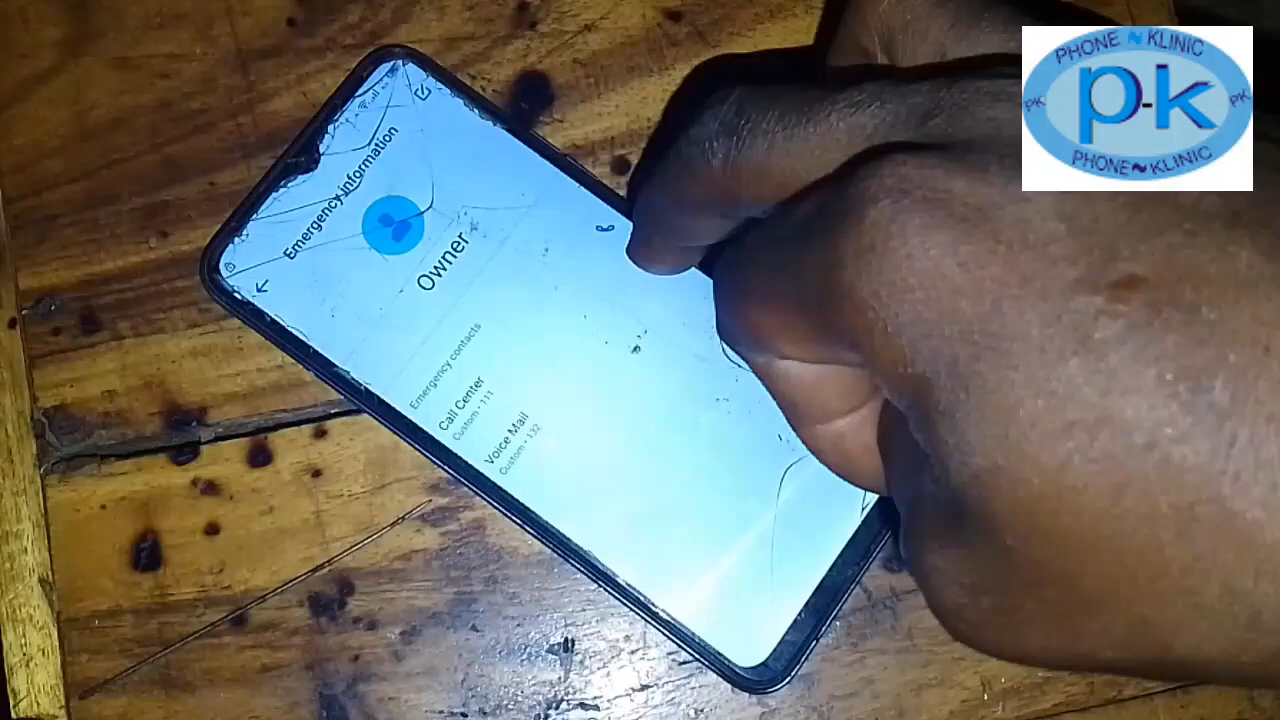 Emergency information
Owner
Emergency contacts
Call Center
Custom • 111
Voice Mail
Custom • 132
PHONE ~ KLINIC
PK
p-k
PK
PHONE ~ KLINIC